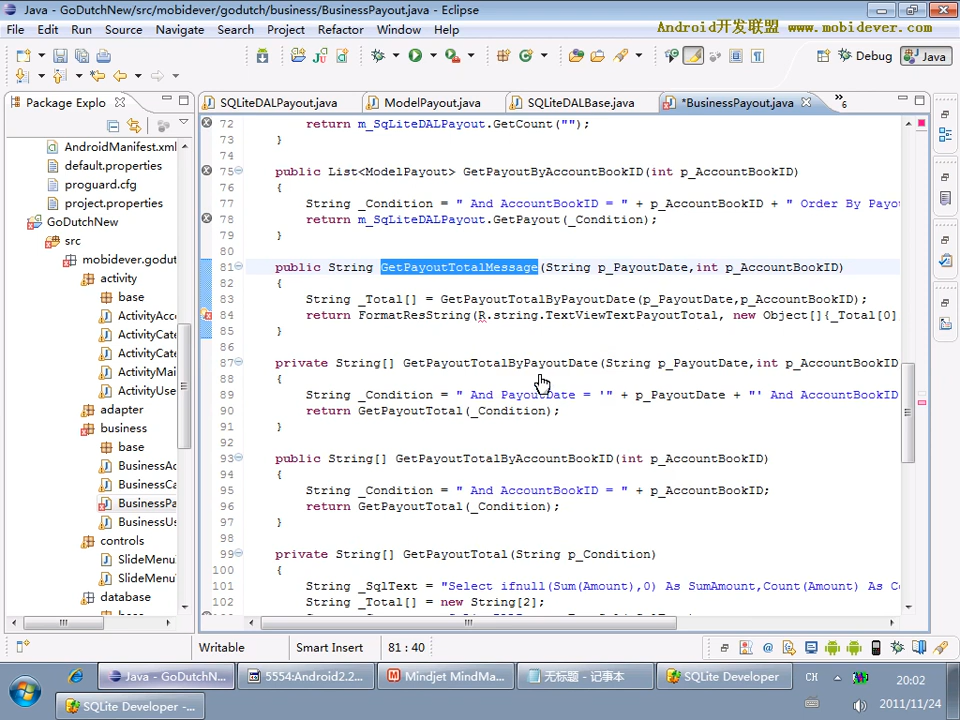 Java - GoDutchNew/src/mobidever/godutch/business/BusinessPayout.java - Eclipse
File Edit Source Navigate Search Project Refactor Window Help
Android开发联盟 www.mobidever.com
Debug Java
Package Explo
SQLiteDALPayout.java ModelPayout.java SQLiteDALBase.java *BusinessPayout.java »6
AndroidManifest.xml
default.properties
proguard.cfg
project.properties
GoDutchNew
src
mobidever.godut
activity
base
ActivityAcc
ActivityCate
ActivityCate
ActivityMai
ActivityUse
adapter
business
base
BusinessAc
BusinessCa
BusinessPa
BusinessUs
controls
SlideMenu
SlideMenu
database
72 return m_SqLiteDALPayout.GetCount("");
73 }
74
75 public List<ModelPayout> GetPayoutByAccountBookID(int p_AccountBookID)
76 {
77 String _Condition = " And AccountBookID = " + p_AccountBookID + " Order By Payou
78 return m_SqLiteDALPayout.GetPayout(_Condition);
79 }
80
81 public String GetPayoutTotalMessage(String p_PayoutDate,int p_AccountBookID)
82 {
83 String _Total[] = GetPayoutTotalByPayoutDate(p_PayoutDate,p_AccountBookID);
84 return FormatResString(R.string.TextViewTextPayoutTotal, new Object[]{_Total[0]
85 }
86
87 private String[] GetPayoutTotalByPayoutDate(String p_PayoutDate,int p_AccountBookID
88 {
89 String _Condition = " And PayoutDate = '" + p_PayoutDate + "' And AccountBookID
90 return GetPayoutTotal(_Condition);
91 }
92
93 public String[] GetPayoutTotalByAccountBookID(int p_AccountBookID)
94 {
95 String _Condition = " And AccountBookID = " + p_AccountBookID;
96 return GetPayoutTotal(_Condition);
97 }
98
99 private String[] GetPayoutTotal(String p_Condition)
100 {
101 String _SqlText = "Select ifnull(Sum(Amount),0) As SumAmount,Count(Amount) As Co
102 String _Total[] = new String[2];
Writable Smart Insert 81 : 40
Java - GoDutchN... 5554:Android2.2... Mindjet MindMa... 无标题 - 记事本 SQLite Developer CH 20:02
SQLite Developer -... 2011/11/24